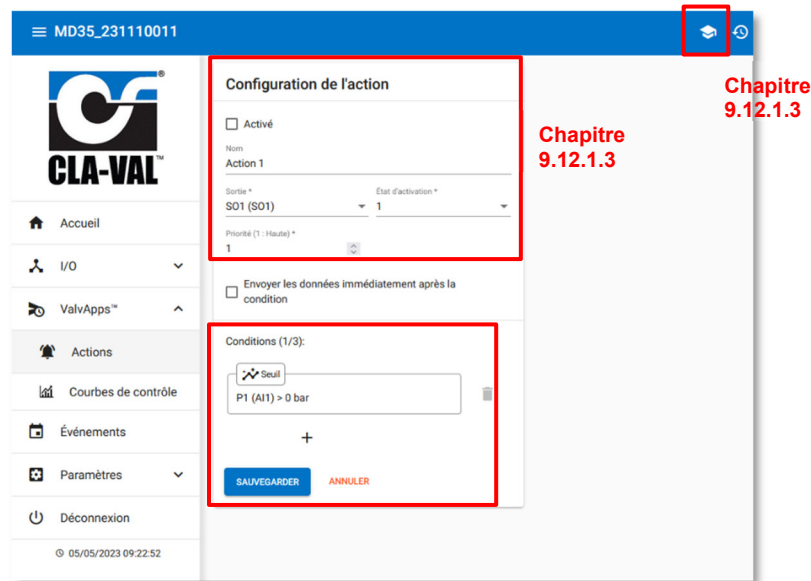 MD35_231110011
CLA-VAL™
Accueil
I/O
ValvApps™
Actions
Courbes de contrôle
Événements
Paramètres
Déconnexion
05/05/2023 09:22:52
Configuration de l'action
Activé
Nom
Action 1
Sortie *
État d'activation *
SO1 (SO1)
1
Priorité (1 : Haute) *
1
Envoyer les données immédiatement après la
condition
Conditions (1/3):
Seuil
P1 (AI1) > 0 bar
+
SAUVEGARDER
ANNULER
Chapitre
9.12.1.3
Chapitre
9.12.1.3